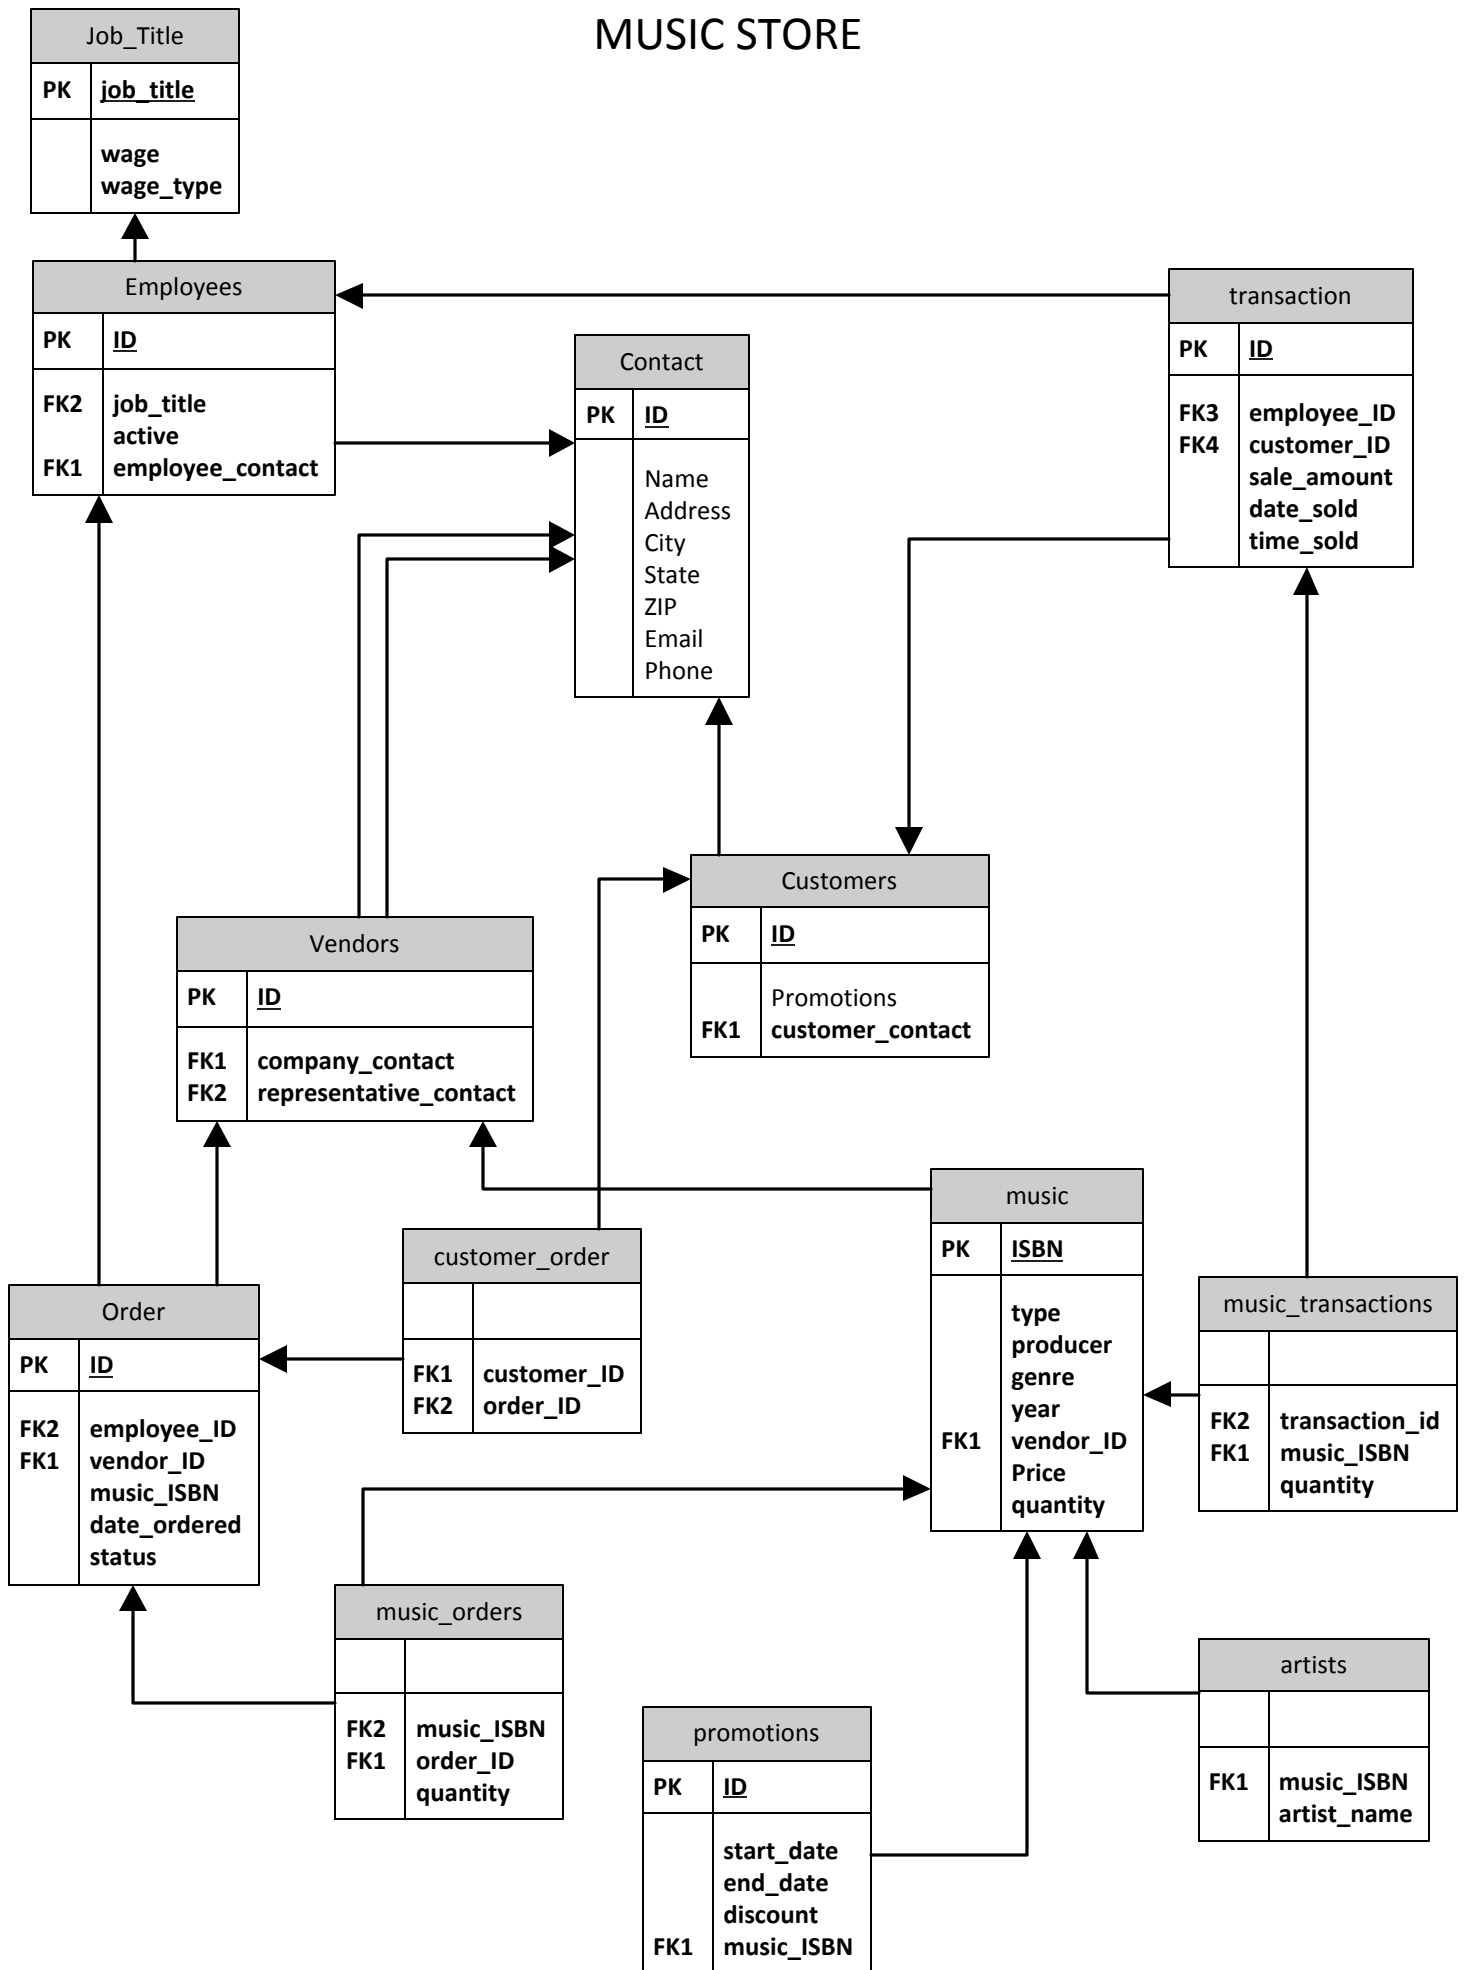 MUSIC STORE
Job_Title
PK job_title
wage
wage_type
Employees
PK ID
FK2 job_title
active
FK1 employee_contact
Contact
PK ID
Name
Address
City
State
ZIP
Email
Phone
transaction
PK ID
FK3 employee_ID
FK4 customer_ID
sale_amount
date_sold
time_sold
Customers
PK ID
Promotions
FK1 customer_contact
Vendors
PK ID
FK1 company_contact
FK2 representative_contact
music
PK ISBN
type
producer
genre
year
FK1 vendor_ID
Price
quantity
customer_order
FK1 customer_ID
FK2 order_ID
Order
PK ID
FK2 employee_ID
FK1 vendor_ID
music_ISBN
date_ordered
status
music_transactions
FK2 transaction_id
FK1 music_ISBN
quantity
music_orders
FK2 music_ISBN
FK1 order_ID
quantity
artists
FK1 music_ISBN
artist_name
promotions
PK ID
start_date
end_date
discount
FK1 music_ISBN